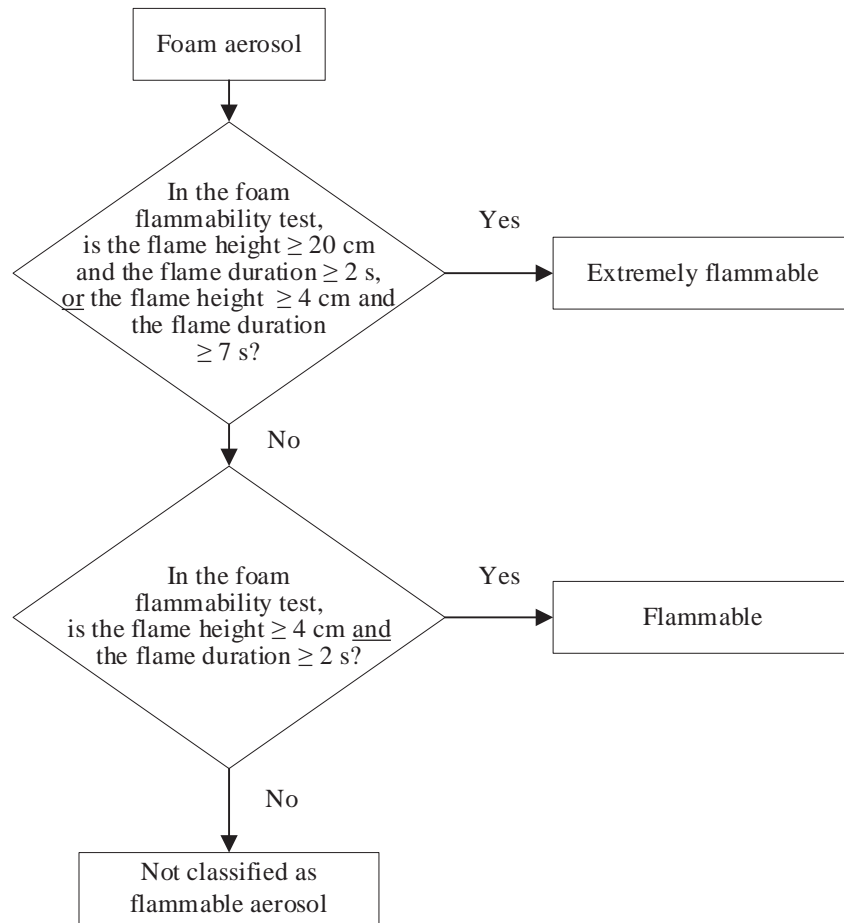 Foam aerosol
In the foam
flammability test,
is the flame height ≥ 20 cm
and the flame duration ≥ 2 s,
or the flame height ≥ 4 cm and
the flame duration
≥ 7 s?
Yes
Extremely flammable
No
In the foam
flammability test,
is the flame height ≥ 4 cm and
the flame duration ≥ 2 s?
Yes
Flammable
No
Not classified as
flammable aerosol